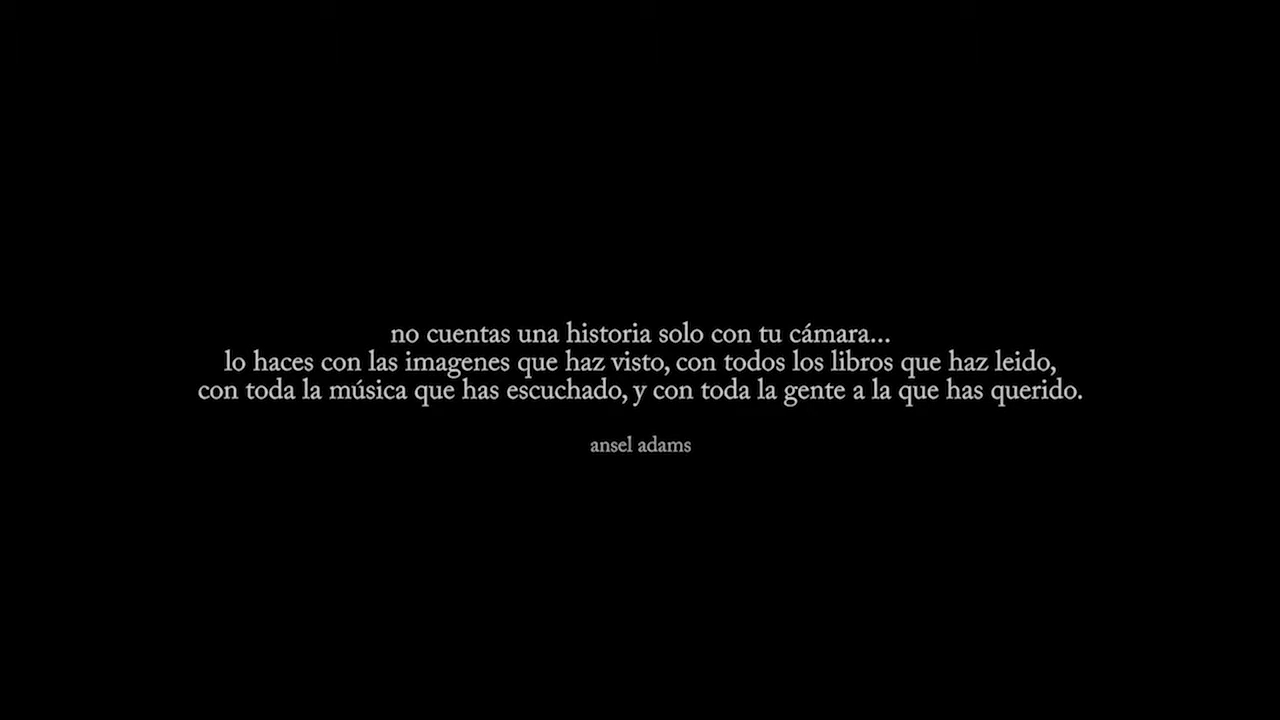 no cuentas una historia solo con tu cámara...
lo haces con las imagenes que haz visto, con todos los libros que haz leido,
con toda la música que has escuchado, y con toda la gente a la que has querido.
ansel adams